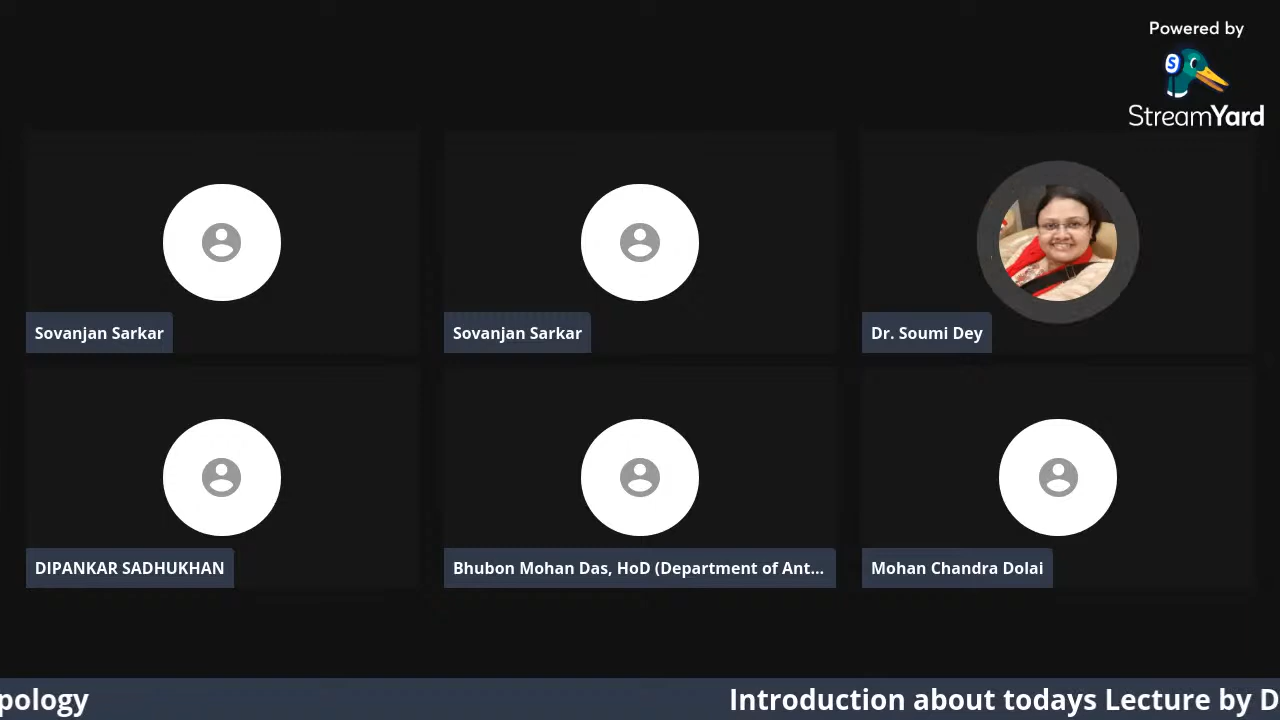 Powered by
S
StreamYard
Sovanjan Sarkar
Sovanjan Sarkar
Dr. Soumi Dey
DIPANKAR SADHUKHAN
Bhubon Mohan Das, HoD (Department of Ant...
Mohan Chandra Dolai
pology
Introduction about todays Lecture by D